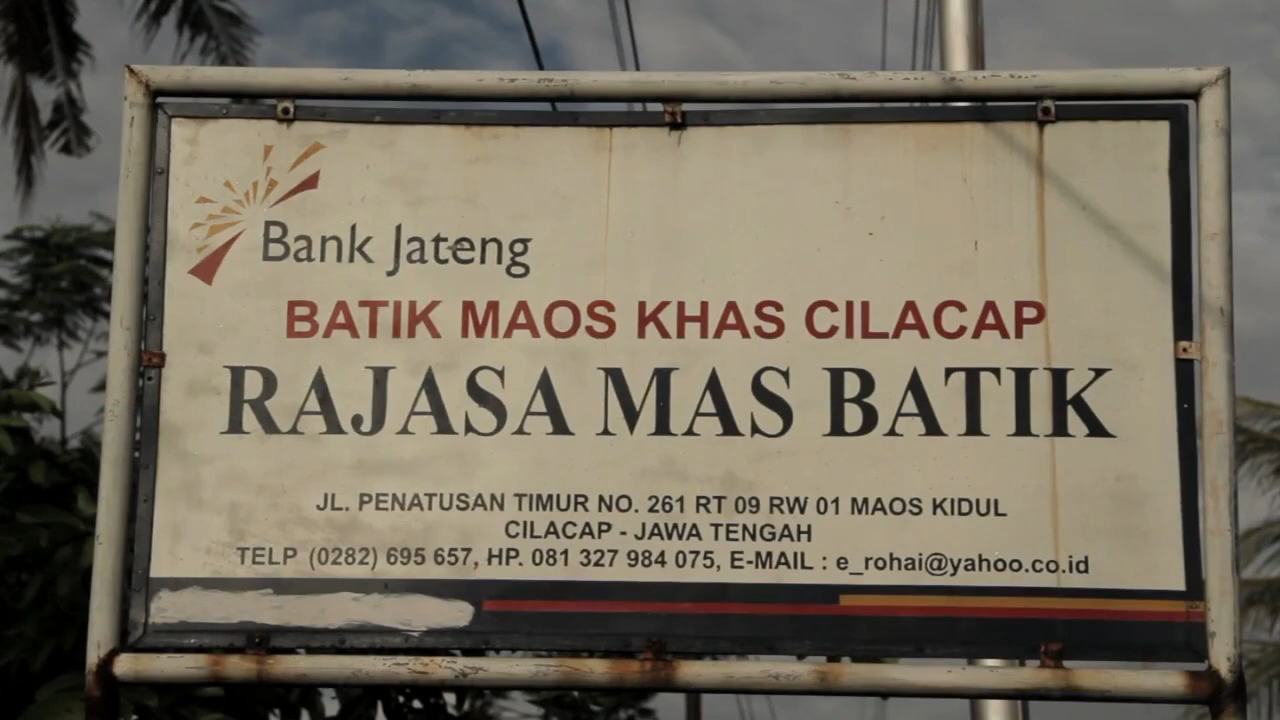 Bank Jateng
BATIK MAOS KHAS CILACAP
RAJASA MAS BATIK
JL. PENATUSAN TIMUR NO. 261 RT 09 RW 01 MAOS KIDUL
CILACAP - JAWA TENGAH
TELP (0282) 695 657, HP. 081 327 984 075, E-MAIL : e_rohai@yahoo.co.id